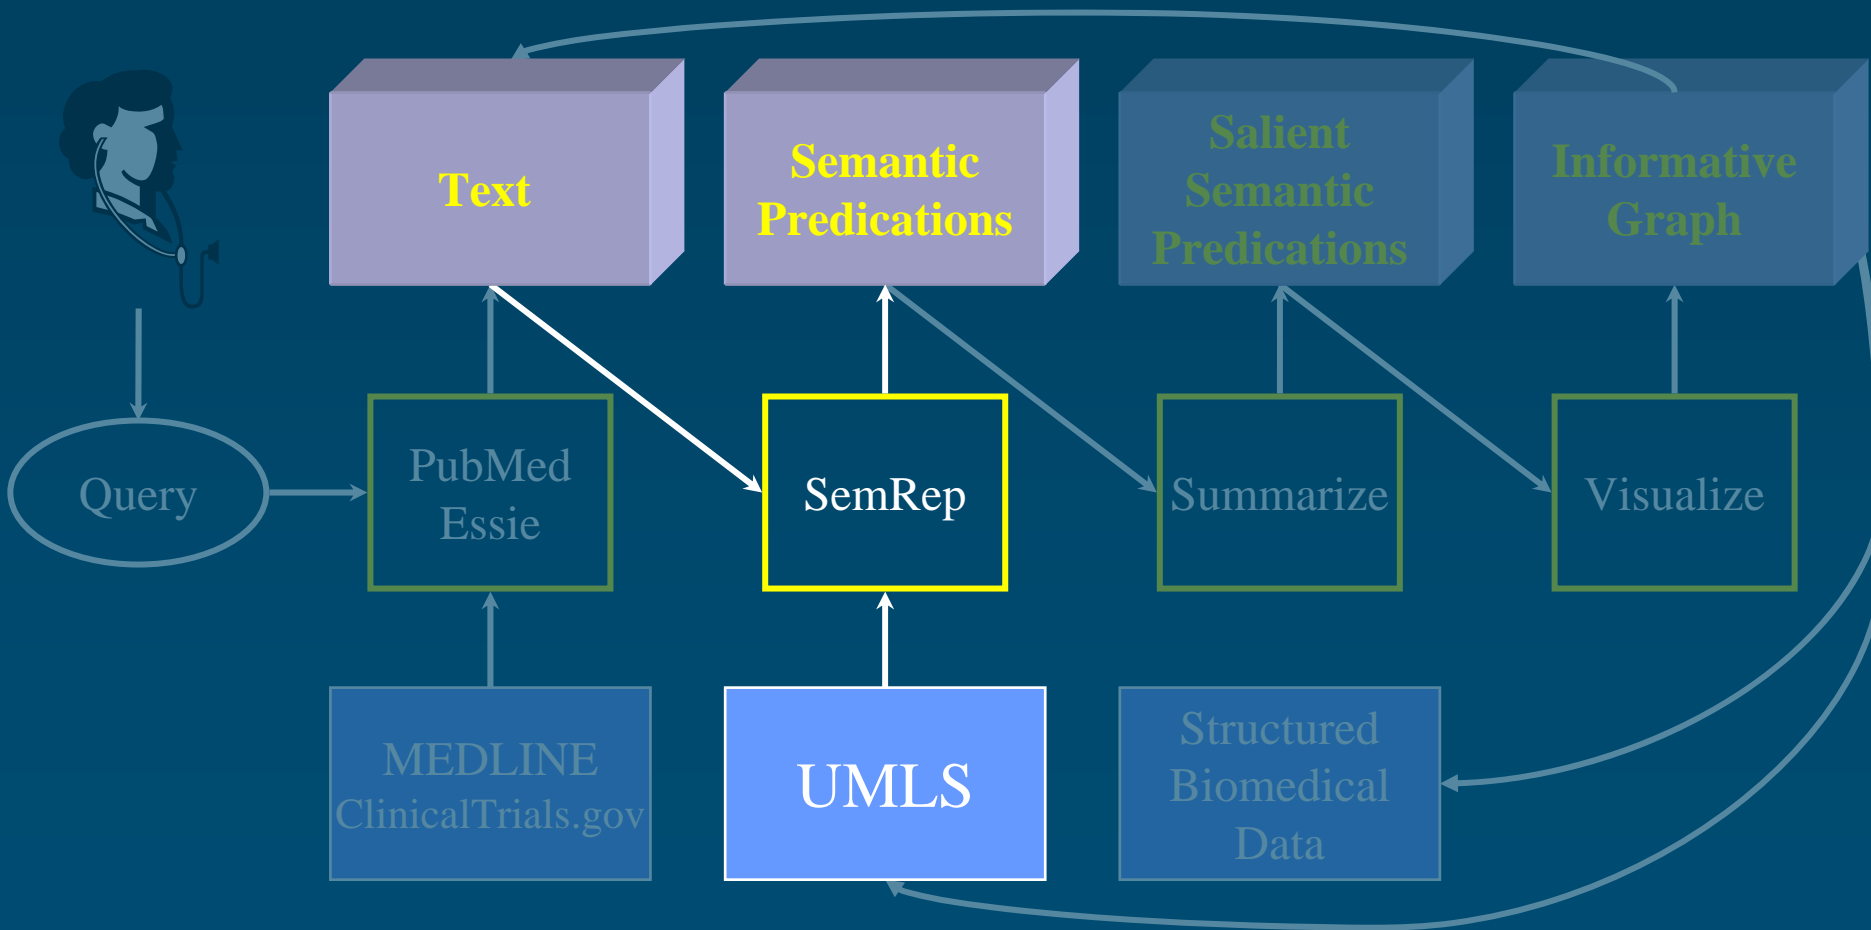 Text
Semantic
Predications
Salient
Semantic
Predications
Informative
Graph
Query
PubMed
Essie
SemRep
Summarize
Visualize
MEDLINE
ClinicalTrials.gov
UMLS
Structured
Biomedical
Data